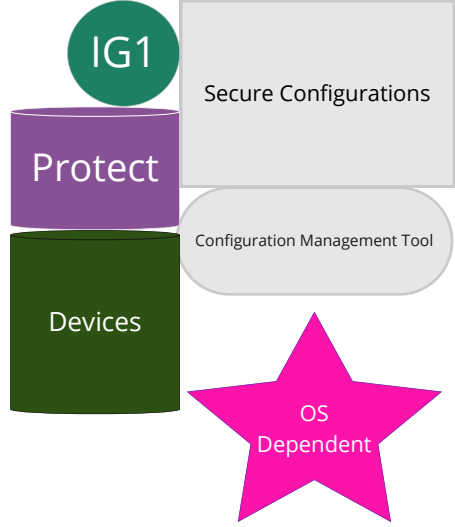 IG1
Secure Configurations
Protect
Configuration Management Tool
Devices
OS
Dependent